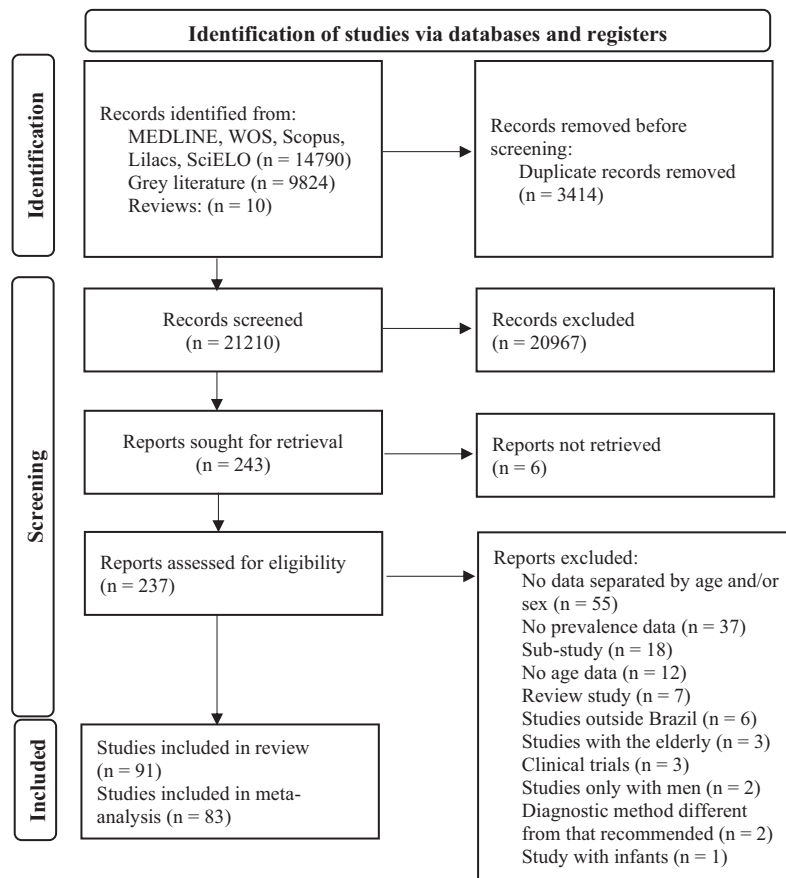 Identification of studies via databases and registers
Identification
Records identified from:
MEDLINE, WOS, Scopus,
Lilacs, SciELO (n = 14790)
Grey literature (n = 9824)
Reviews: (n = 10)
Records removed before
screening:
Duplicate records removed
(n = 3414)
Screening
Records screened
(n = 21210)
Records excluded
(n = 20967)
Reports sought for retrieval
(n = 243)
Reports not retrieved
(n = 6)
Reports assessed for eligibility
(n = 237)
Reports excluded:
No data separated by age and/or
sex (n = 55)
No prevalence data (n = 37)
Sub-study (n = 18)
No age data (n = 12)
Review study (n = 7)
Studies outside Brazil (n = 6)
Studies with the elderly (n = 3)
Clinical trials (n = 3)
Studies only with men (n = 2)
Diagnostic method different
from that recommended (n = 2)
Study with infants (n = 1)
Included
Studies included in review
(n = 91)
Studies included in meta-
analysis (n = 83)